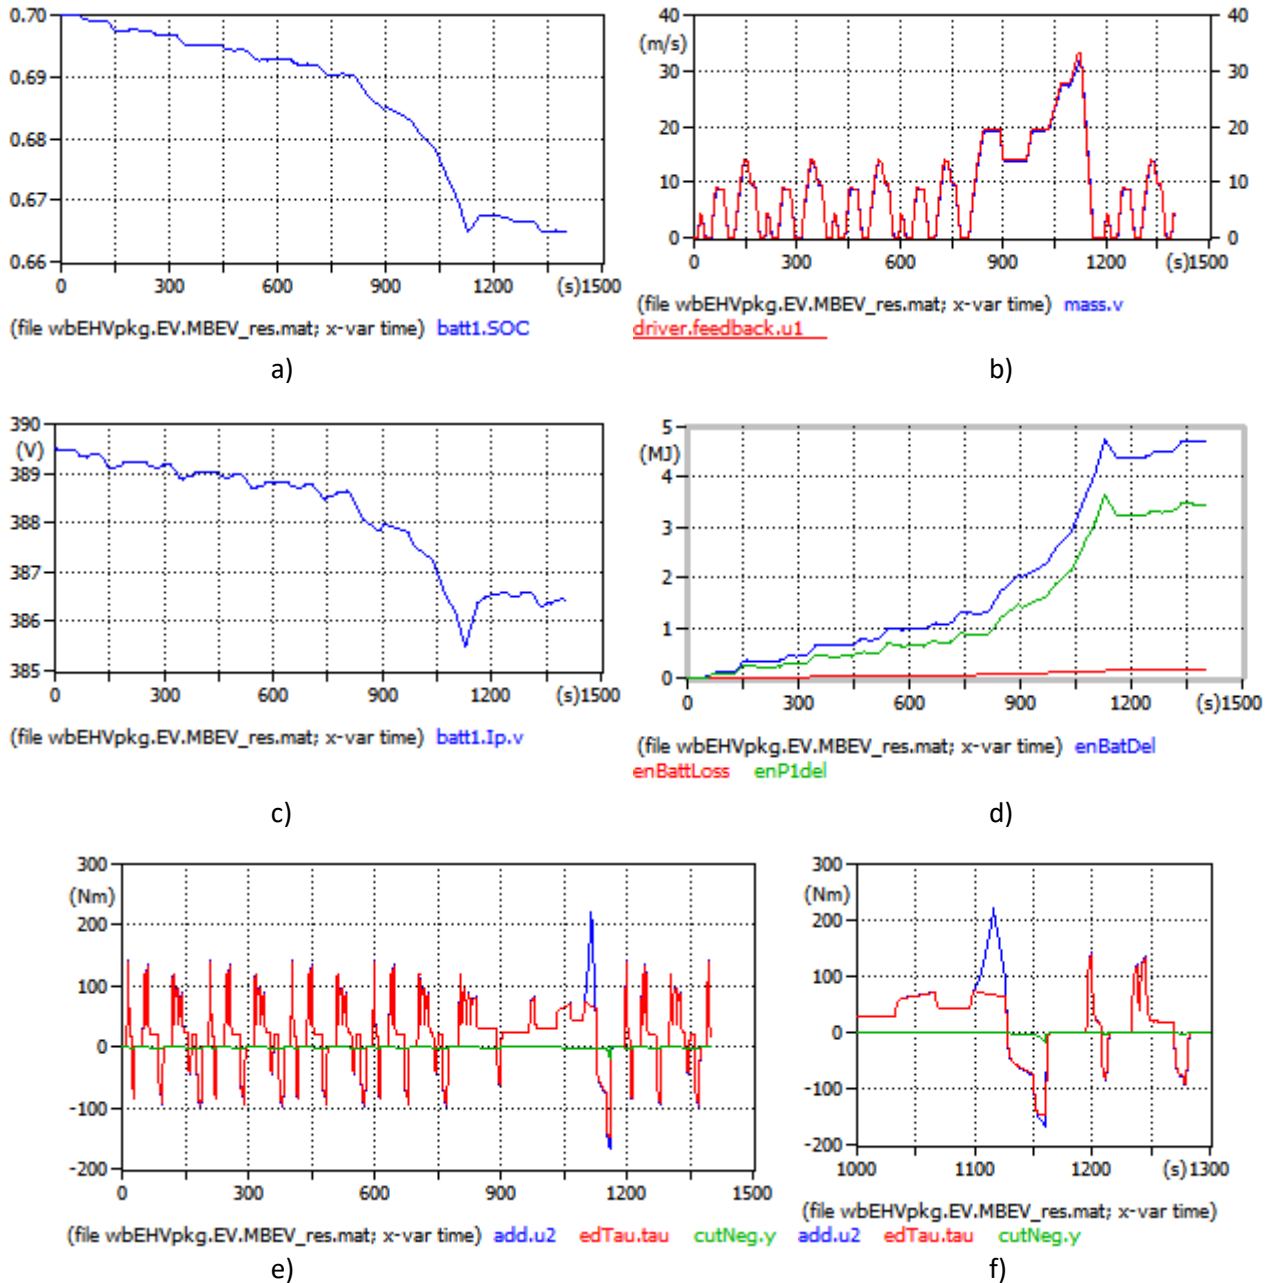 0.70
0.69
0.68
0.67
0.66
0 300 600 900 1200 (s)1500
(file wbEHVpkg.EV.MBEV_res.mat; x-var time) batt1.SOC
a)
40 40
(m/s)
30 30
20 20
10 10
0 0
0 300 600 900 1200 1500
(file wbEHVpkg.EV.MBEV_res.mat; x-var time) mass.v
driver.feedback.u1
b)
390
(V)
389
388
387
386
385
0 300 600 900 1200 (s)1500
(file wbEHVpkg.EV.MBEV_res.mat; x-var time) batt1.Ip.v
c)
5
(MJ)
4
3
2
1
0
0 300 600 900 1200 (s)1500
(file wbEHVpkg.EV.MBEV_res.mat; x-var time) enBatDel
enBattLoss enP1del
d)
300
(Nm)
200
100
0
-100
-200
0 300 600 900 1200 1500
(file wbEHVpkg.EV.MBEV_res.mat; x-var time) add.u2 edTau.tau cutNeg.y
e)
300
(Nm)
200
100
0
-100
-200
1000 1100 1200 (s)1300
(file wbEHVpkg.EV.MBEV_res.mat; x-var time)
add.u2 edTau.tau cutNeg.y
f)